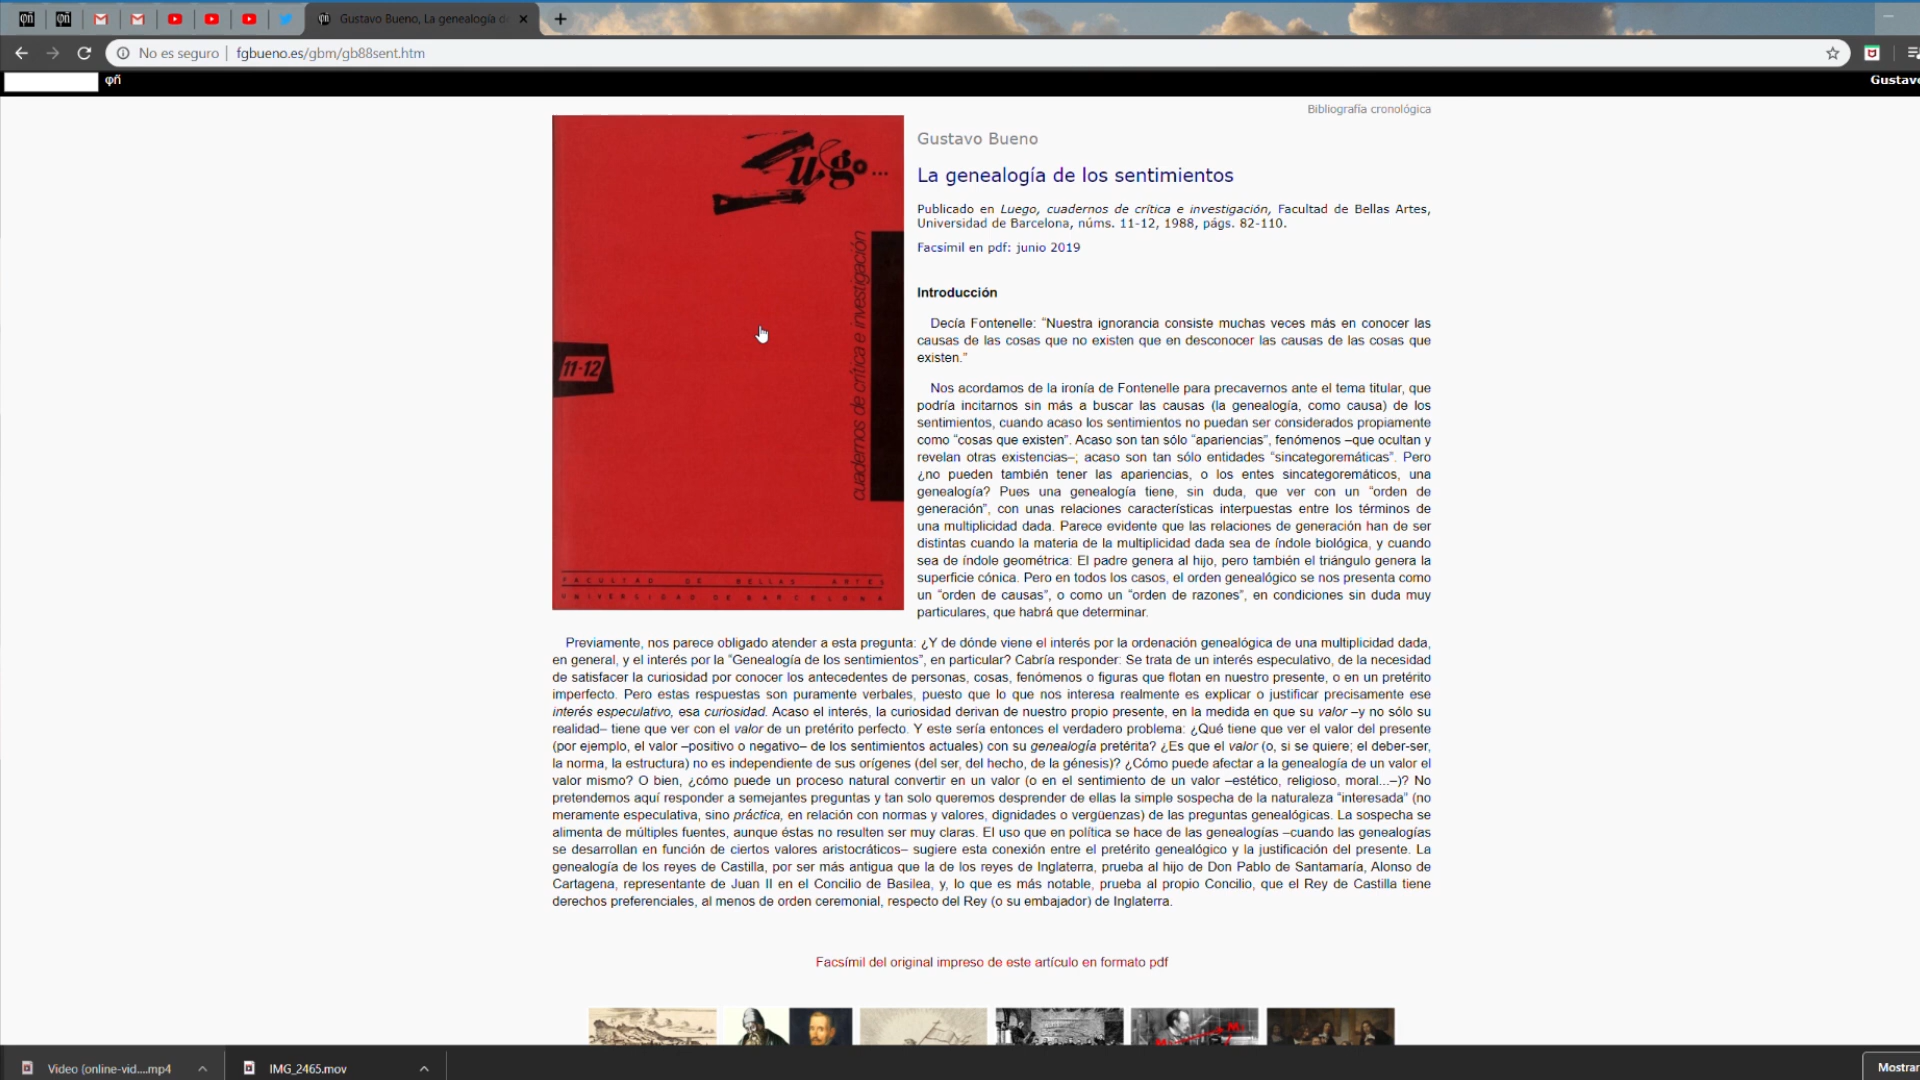 Gustavo Bueno, La genealogía d
No es seguro | fgbueno.es/gbm/gb88sent.htm
φñ
Gustavo
Bibliografía cronológica
Luego...
cuadernos de crítica e investigación
11-12
FACULTAD DE BELLAS ARTES
UNIVERSIDAD DE BARCELONA
Gustavo Bueno
La genealogía de los sentimientos
Publicado en Luego, cuadernos de crítica e investigación, Facultad de Bellas Artes,
Universidad de Barcelona, núms. 11-12, 1988, págs. 82-110.
Facsímil en pdf: junio 2019
Introducción
Decía Fontenelle: “Nuestra ignorancia consiste muchas veces más en conocer las
causas de las cosas que no existen que en desconocer las causas de las cosas que
existen.”
Nos acordamos de la ironía de Fontenelle para precavernos ante el tema titular, que
podría incitarnos sin más a buscar las causas (la genealogía, como causa) de los
sentimientos, cuando acaso los sentimientos no puedan ser considerados propiamente
como “cosas que existen”. Acaso son tan sólo “apariencias”, fenómenos –que ocultan y
revelan otras existencias–; acaso son tan sólo entidades “sincategoremáticas”. Pero
¿no pueden también tener las apariencias, o los entes sincategoremáticos, una
genealogía? Pues una genealogía tiene, sin duda, que ver con un “orden de
generación”, con unas relaciones características interpuestas entre los términos de
una multiplicidad dada. Parece evidente que las relaciones de generación han de ser
distintas cuando la materia de la multiplicidad dada sea de índole biológica, y cuando
sea de índole geométrica: El padre genera al hijo, pero también el triángulo genera la
superficie cónica. Pero en todos los casos, el orden genealógico se nos presenta como
un “orden de causas”, o como un “orden de razones”, en condiciones sin duda muy
particulares, que habrá que determinar.
Previamente, nos parece obligado atender a esta pregunta: ¿Y de dónde viene el interés por la ordenación genealógica de una multiplicidad dada,
en general, y el interés por la “Genealogía de los sentimientos”, en particular? Cabría responder: Se trata de un interés especulativo, de la necesidad
de satisfacer la curiosidad por conocer los antecedentes de personas, cosas, fenómenos o figuras que flotan en nuestro presente, o en un pretérito
imperfecto. Pero estas respuestas son puramente verbales, puesto que lo que nos interesa realmente es explicar o justificar precisamente ese
interés especulativo, esa curiosidad. Acaso el interés, la curiosidad derivan de nuestro propio presente, en la medida en que su valor –y no sólo su
realidad– tiene que ver con el valor de un pretérito perfecto. Y este sería entonces el verdadero problema: ¿Qué tiene que ver el valor del presente
(por ejemplo, el valor –positivo o negativo– de los sentimientos actuales) con su genealogía pretérita? ¿Es que el valor (o, si se quiere; el deber-ser,
la norma, la estructura) no es independiente de sus orígenes (del ser, del hecho, de la génesis)? ¿Cómo puede afectar a la genealogía de un valor el
valor mismo? O bien, ¿cómo puede un proceso natural convertir en un valor (o en el sentimiento de un valor –estético, religioso, moral...–)? No
pretendemos aquí responder a semejantes preguntas y tan solo queremos desprender de ellas la simple sospecha de la naturaleza “interesada” (no
meramente especulativa, sino práctica, en relación con normas y valores, dignidades o vergüenzas) de las preguntas genealógicas. La sospecha se
alimenta de múltiples fuentes, aunque éstas no resulten ser muy claras. El uso que en política se hace de las genealogías –cuando las genealogías
se desarrollan en función de ciertos valores aristocráticos– sugiere esta conexión entre el pretérito genealógico y la justificación del presente. La
genealogía de los reyes de Castilla, por ser más antigua que la de los reyes de Inglaterra, prueba al hijo de Don Pablo de Santamaría, Alonso de
Cartagena, representante de Juan II en el Concilio de Basilea, y, lo que es más notable, prueba al propio Concilio, que el Rey de Castilla tiene
derechos preferenciales, al menos de orden ceremonial, respecto del Rey (o su embajador) de Inglaterra.
Facsímil del original impreso de este artículo en formato pdf
Video (online-vid....mp4
IMG_2465.mov
Mostrar